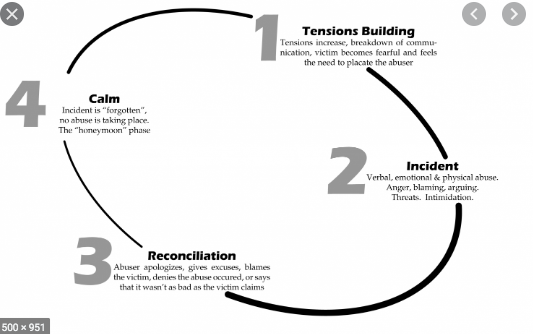 1
Tensions Building
Tensions increase, breakdown of commu-
nication, victim becomes fearful and feels
the need to placate the abuser
2
Incident
Verbal, emotional & physical abuse.
Anger, blaming, arguing.
Threats. Intimidation.
3
Reconciliation
Abuser apologizes, gives excuses, blames
the victim, denies the abuse occured, or says
that it wasn't as bad as the victim claims
4
Calm
Incident is "forgotten",
no abuse is taking place.
The "honeymoon" phase
500 × 951